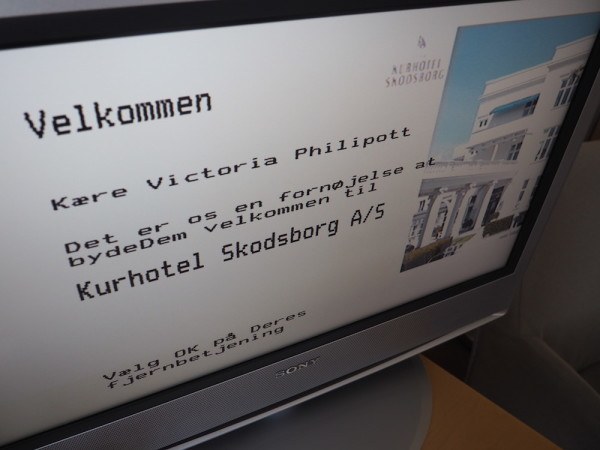 Velkommen
KURHOTEL
SKODSBORG
Kære Victoria Philipott
Det er os en fornøjelse at
bydeDem velkommen til
Kurhotel Skodsborg A/S
Vælg OK på Deres
fjernbetjening
SONY